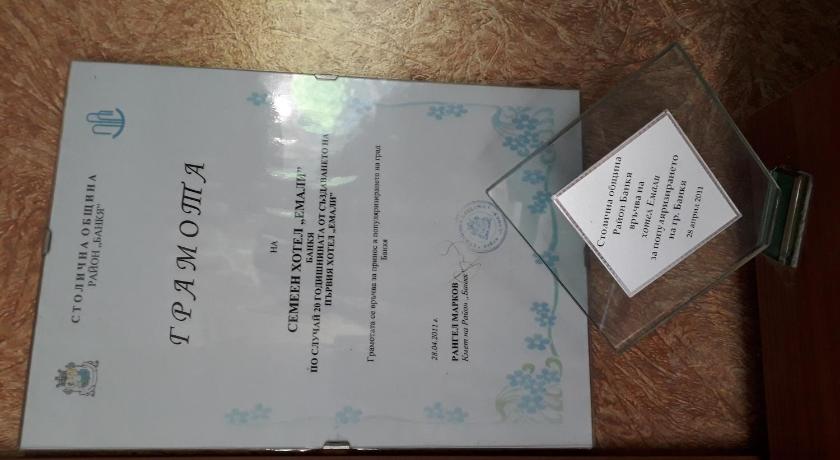 СТОЛИЧНА ОБЩИНА
РАЙОН „БАНКЯ"
ГРАМОТА
НА
СЕМЕЕН ХОТЕЛ „ЕМАЛИ"
БАНКЯ
ПО СЛУЧАЙ 20 ГОДИШНИНАТА ОТ СЪЗДАВАНЕТО НА
ПЪРВИЯ ХОТЕЛ „ЕМАЛИ"
Грамотата се връчва за принос в популяризирането на град
Банкя
28.04.2011 г.
РАНГЕЛ МАРКОВ
Кмет на Район „Банкя"
Столична община
Район Банкя
връчва на
хотел Емали
за популяризирането
на гр. Банкя
28 април 2011